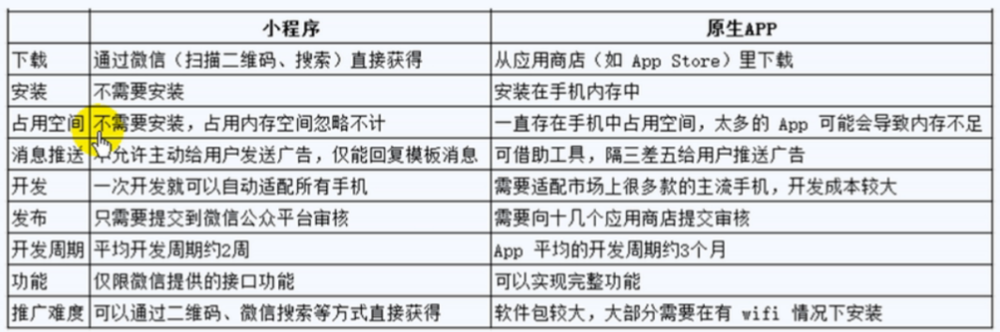 小程序 原生APP
下载 通过微信（扫描二维码、搜索）直接获得 从应用商店（如 App Store）里下载
安装 不需要安装 安装在手机内存中
占用空间 不需要安装，占用内存空间忽略不计 一直存在手机中占用空间，太多的 App 可能会导致内存不足
消息推送 允许主动给用户发送广告，仅能回复模板消息 可借助工具，隔三差五给用户推送广告
开发 一次开发就可以自动适配所有手机 需要适配市场上很多款的主流手机，开发成本较大
发布 只需要提交到微信公众平台审核 需要向十几个应用商店提交审核
开发周期 平均开发周期约2周 App 平均的开发周期约3个月
功能 仅限微信提供的接口功能 可以实现完整功能
推广难度 可以通过二维码、微信搜索等方式直接获得 软件包较大，大部分需要在有 wifi 情况下安装